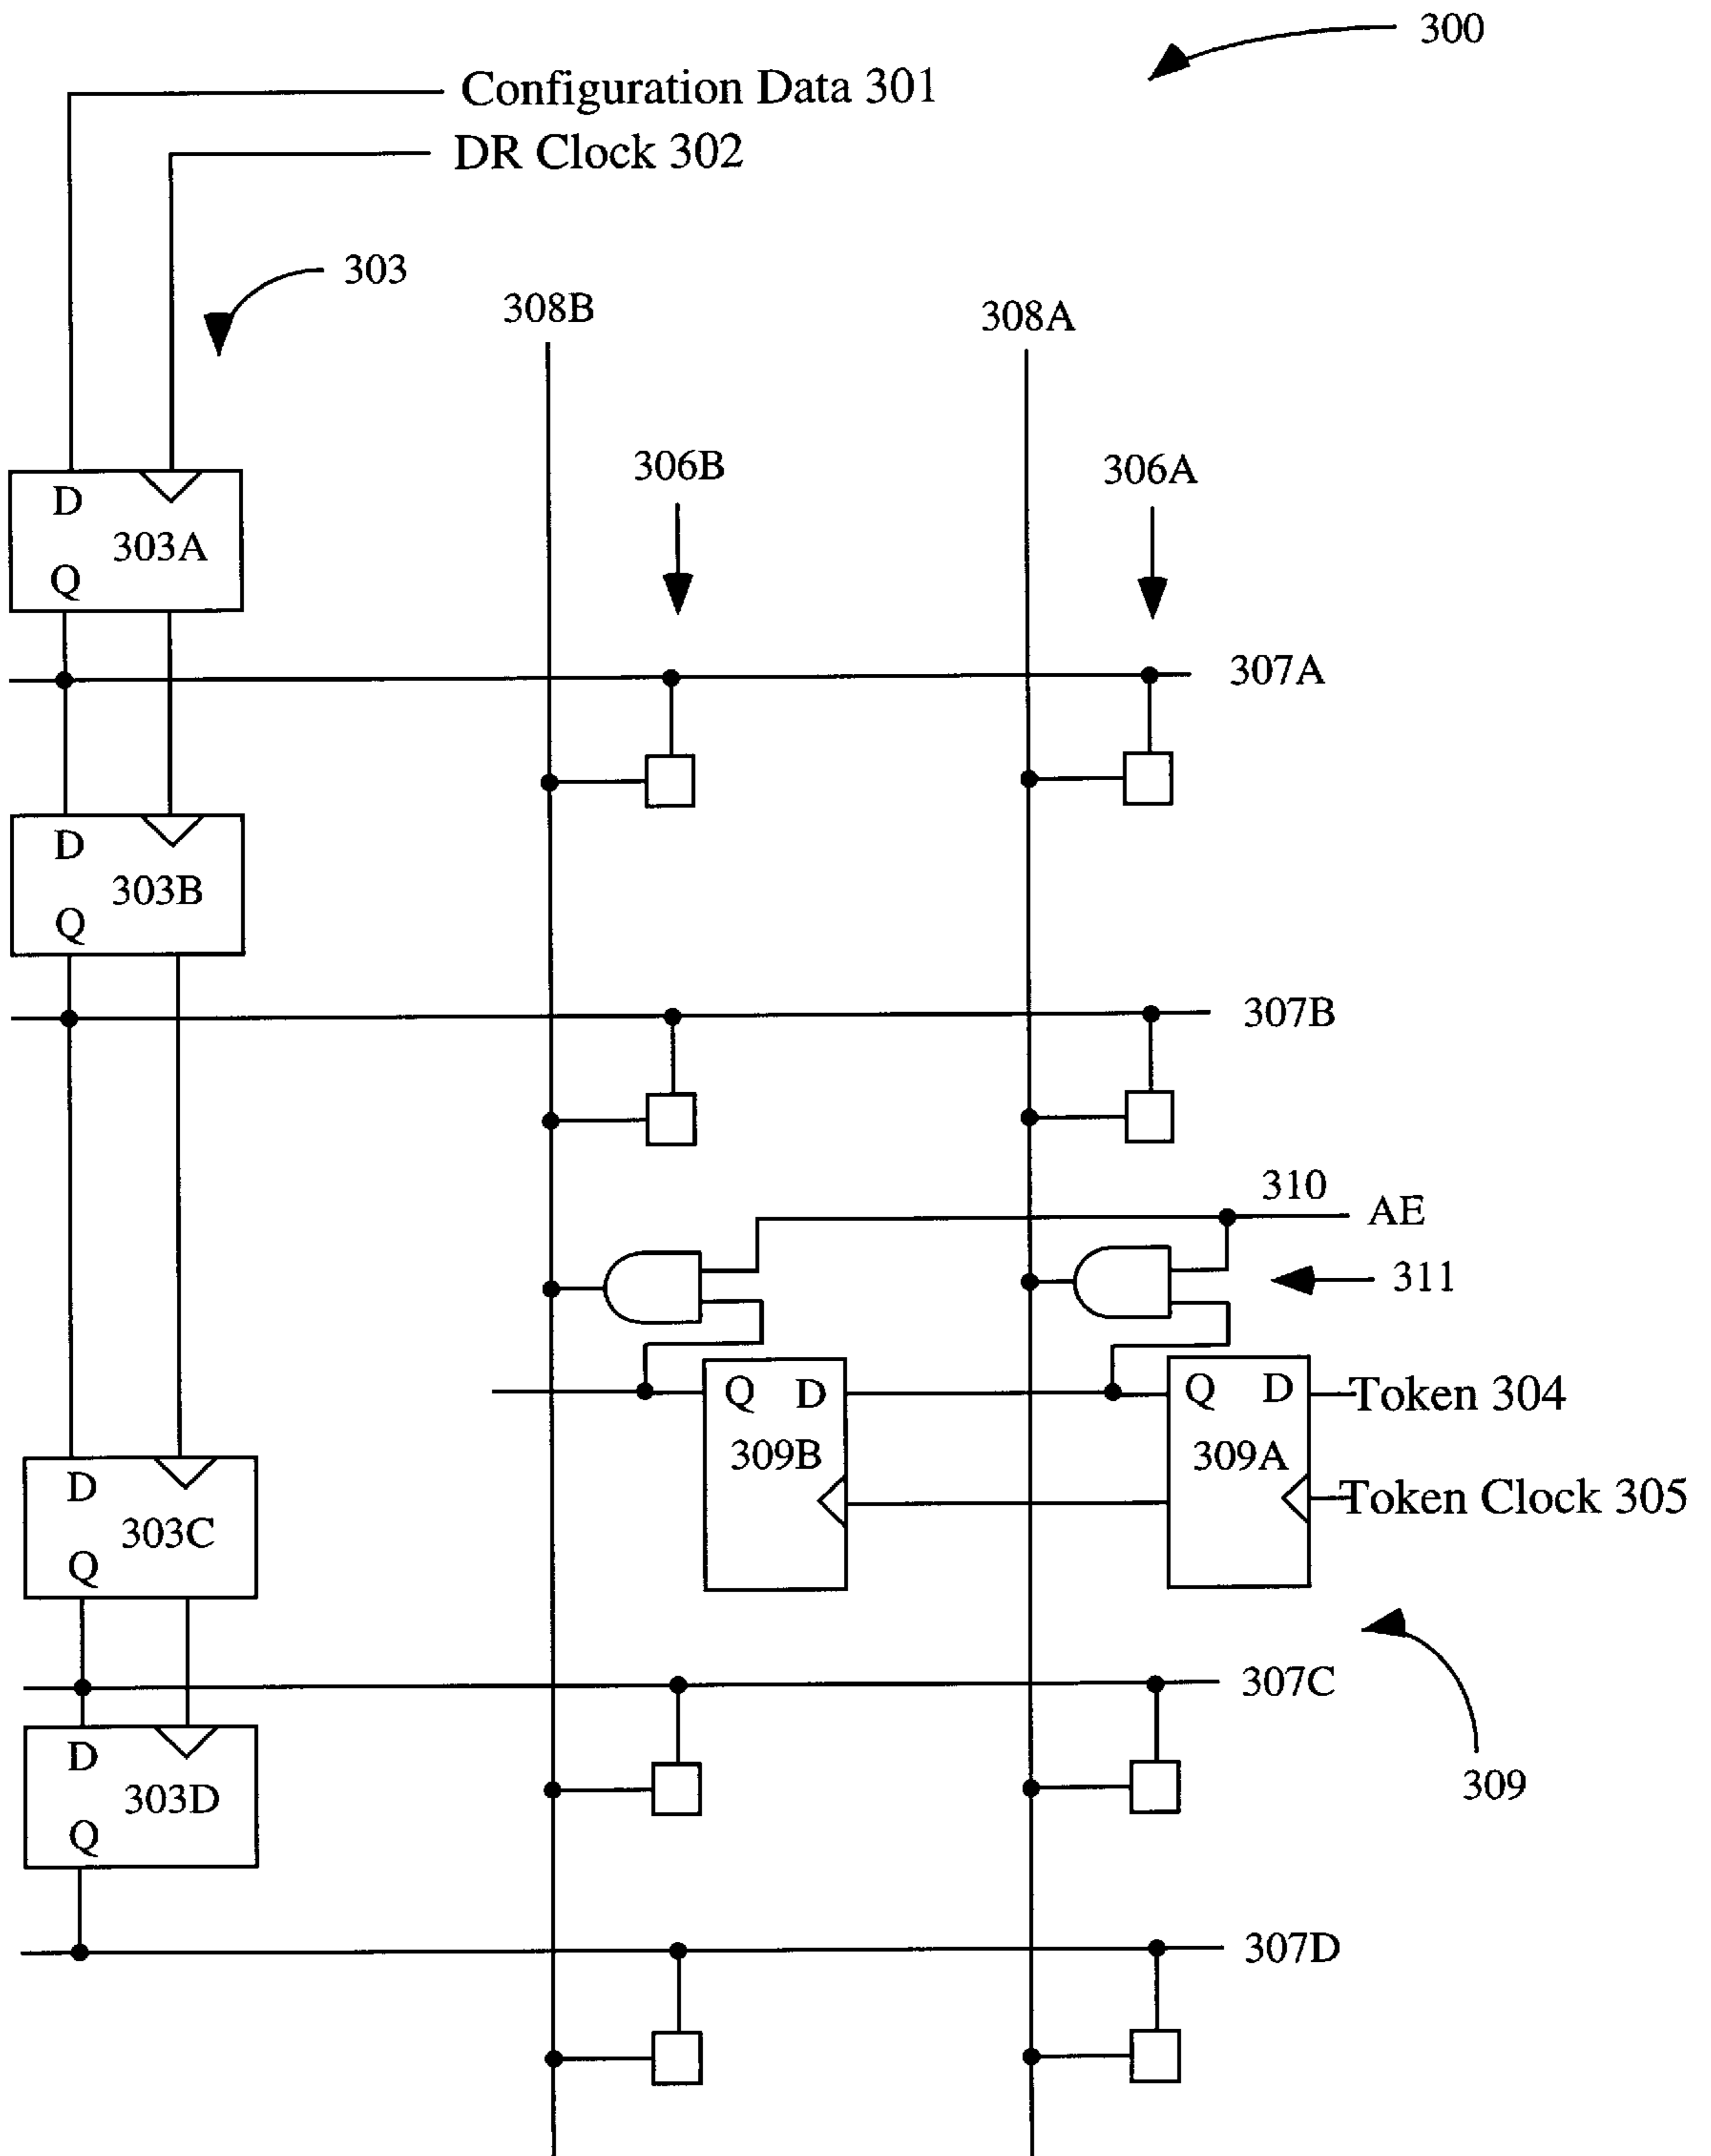 300
Configuration Data 301
DR Clock 302
303
308B
308A
306B
306A
D
303A
Q
307A
D
303B
Q
307B
310
AE
311
Q D
309B
Q D
309A
Token 304
Token Clock 305
D
303C
Q
307C
D
303D
Q
309
307D